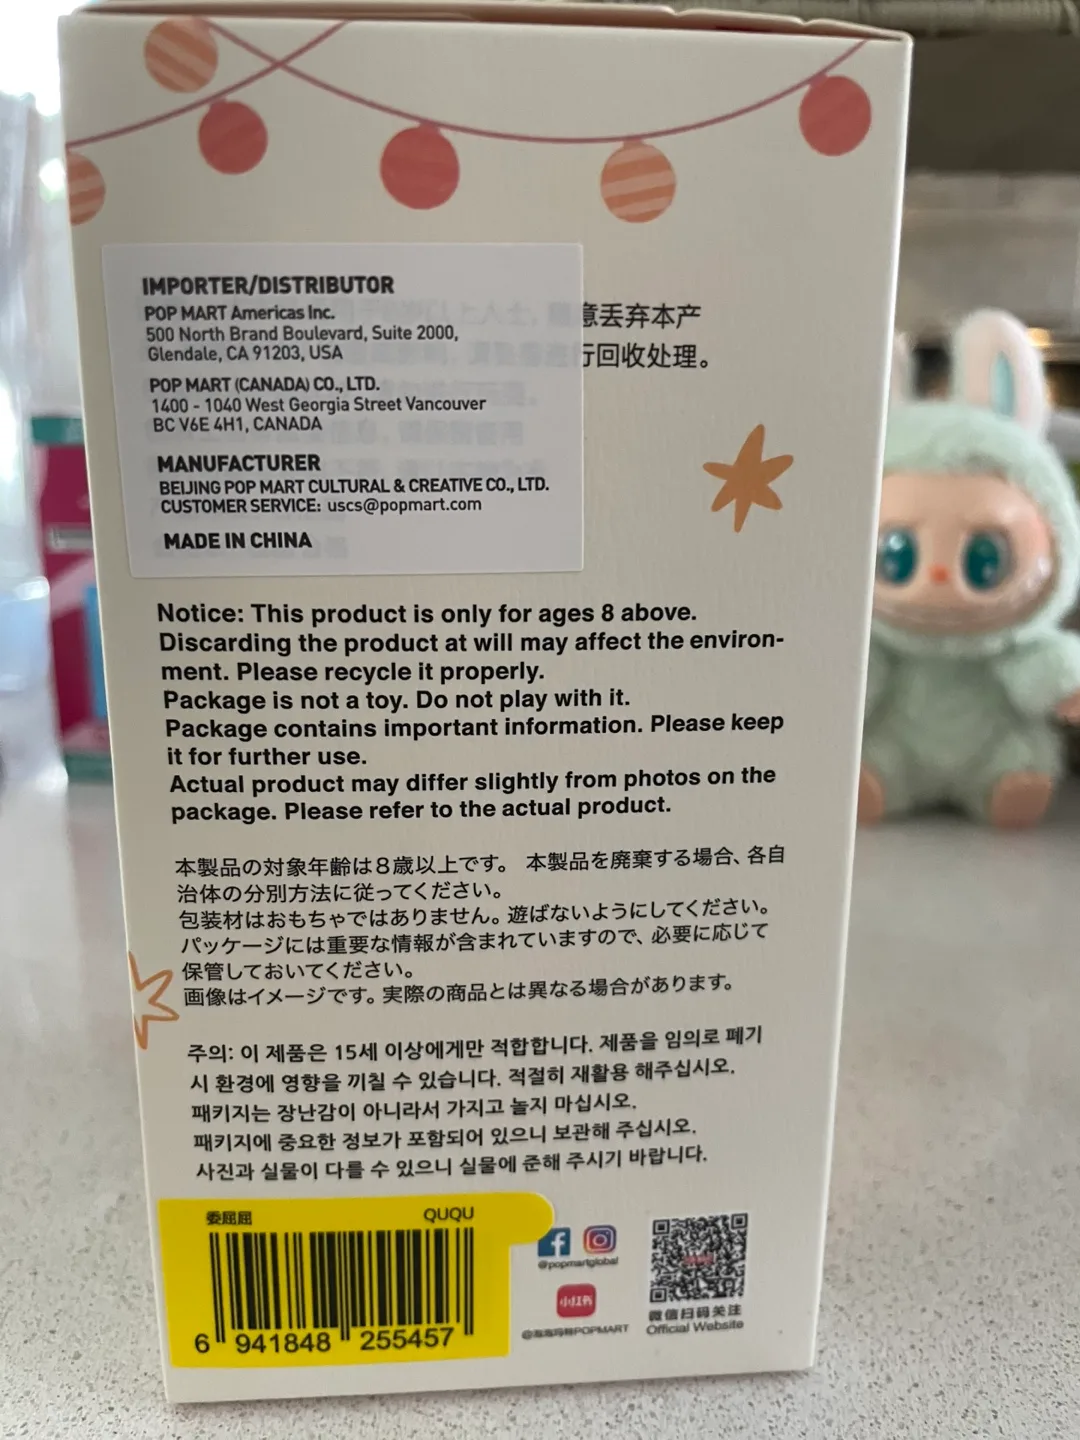 IMPORTER/DISTRIBUTOR
POP MART Americas Inc.
500 North Brand Boulevard, Suite 2000,
Glendale, CA 91203, USA
POP MART (CANADA) CO., LTD.
1400 - 1040 West Georgia Street Vancouver
BC V6E 4H1, CANADA
MANUFACTURER
BEIJING POP MART CULTURAL & CREATIVE CO., LTD.
CUSTOMER SERVICE: uscs@popmart.com
MADE IN CHINA
意丢弃本产
行回收处理。
Notice: This product is only for ages 8 above.
Discarding the product at will may affect the environ-
ment. Please recycle it properly.
Package is not a toy. Do not play with it.
Package contains important information. Please keep
it for further use.
Actual product may differ slightly from photos on the
package. Please refer to the actual product.
本製品の対象年齢は8歳以上です。 本製品を廃棄する場合、各自
治体の分別方法に従ってください。
包装材はおもちゃではありません。遊ばないようにしてください。
パッケージには重要な情報が含まれていますので、必要に応じて
保管しておいてください。
画像はイメージです。実際の商品とは異なる場合があります。
주의: 이 제품은 15세 이상에게만 적합합니다. 제품을 임의로 폐기
시 환경에 영향을 끼칠 수 있습니다. 적절히 재활용 해주십시오.
패키지는 장난감이 아니라서 가지고 놀지 마십시오.
패키지에 중요한 정보가 포함되어 있으니 보관해 주십시오.
사진과 실물이 다를 수 있으니 실물에 준해 주시기 바랍니다.
委屈屈 QUQU
6 941848 255457
@popmartglobal
小红书
@泡泡玛特POPMART
微信扫码关注
Official Website